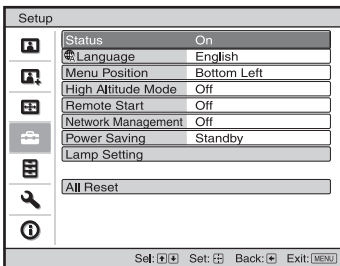 Setup
Status On
Language English
Menu Position Bottom Left
High Altitude Mode Off
Remote Start Off
Network Management Off
Power Saving Standby
Lamp Setting
All Reset
Sel: Set: Back: Exit: MENU